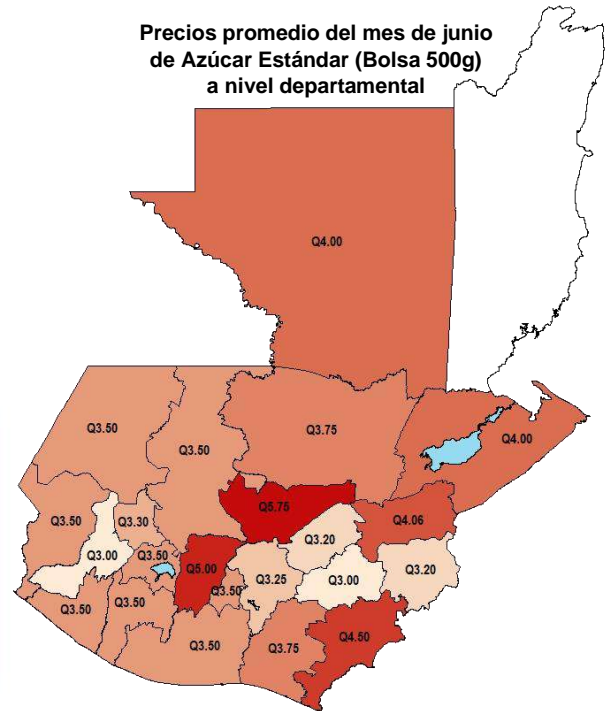 Precios promedio del mes de junio
de Azúcar Estándar (Bolsa 500g)
a nivel departamental
Q4.00
Q3.50
Q3.50
Q3.75
Q4.00
Q3.50
Q3.30
Q5.75
Q4.06
Q3.00
Q3.50
Q5.00
Q3.50
Q3.25
Q3.20
Q3.00
Q3.20
Q3.50
Q3.50
Q3.50
Q3.75
Q4.50